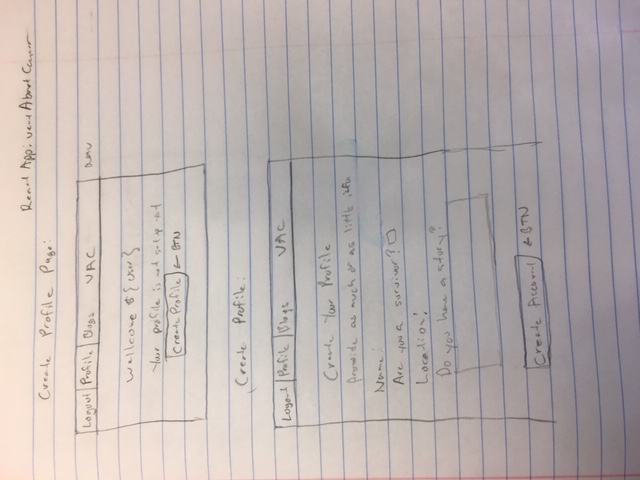 React App: vent About Cancer
Create Profile Page:
Logout Profile Blogs VAC
Wellcome ${user}
Your profile is not set up yet
Create Profile ← BTN
Create Profile:
Logout Profile Blogs VAC
Create Your Profile
Provide as much or as little info
Name:
Are you a survivor?
Location:
Do you have a story?
Create Account ← BTN